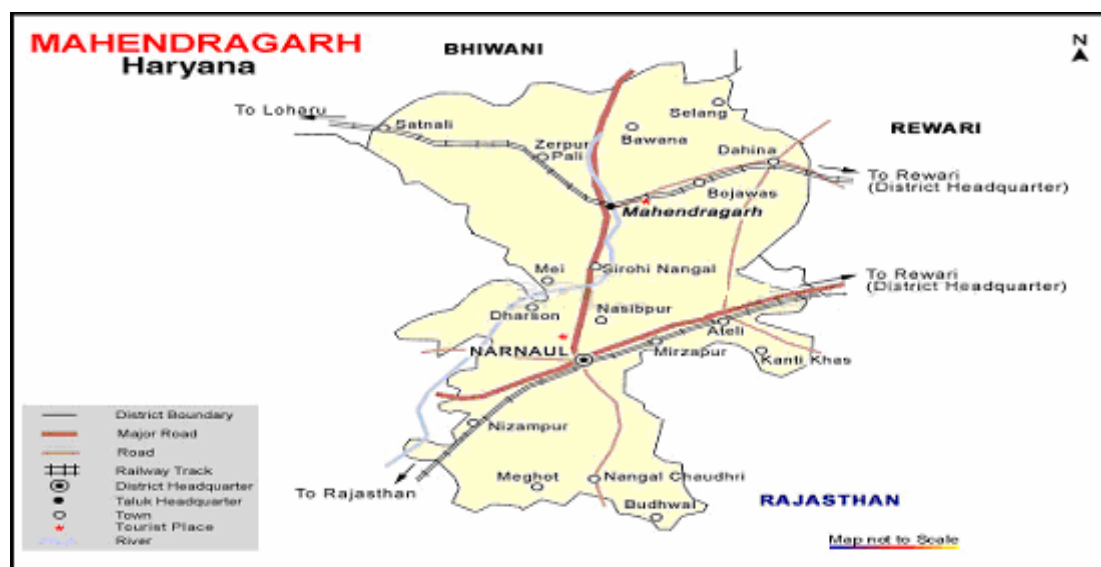 MAHENDRAGARH
Haryana
BHIWANI
N
To Loharu
Satnali
Selang
Zerpur
Pali
Bawana
REWARI
Dahina
To Rewari
(District Headquarter)
Bojawas
Mahendragarh
Mei
Sirohi Nangal
To Rewari
(District Headquarter)
Dharson
Nasibpur
Ateli
NARNAUL
Mirzapur
Kanti Khas
District Boundary
Major Road
Road
Railway Track
District Headquarter
Taluk Headquarter
Town
Tourist Place
River
Nizampur
To Rajasthan
Meghot
Nangal Chaudhri
Budhwal
RAJASTHAN
Map not to Scale